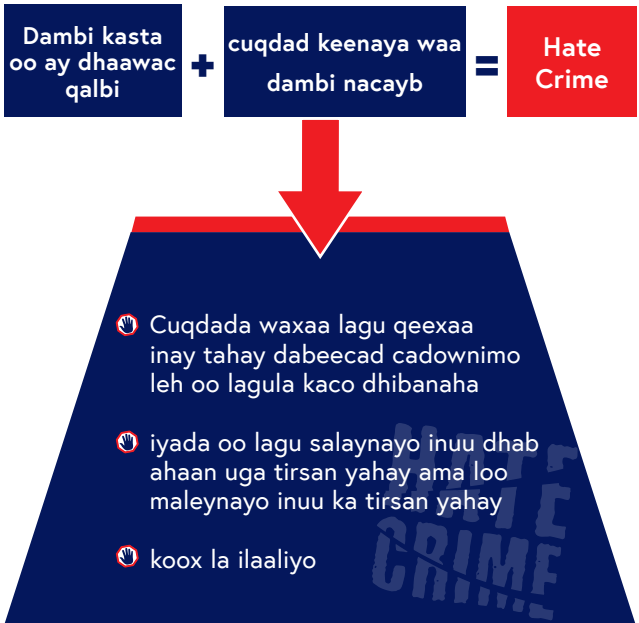 Dambi kasta
oo ay dhaawac
qalbi
+
cuqdad keenaya waa
dambi nacayb
=
Hate
Crime
Cuqdada waxaa lagu qeexaa
inay tahay dabeecad cadownimo
leh oo lagula kaco dhibanaha
iyada oo lagu salaynayo inuu dhab
ahaan uga tirsan yahay ama loo
maleynayo inuu ka tirsan yahay
koox la ilaaliyo
HATE
CRIME